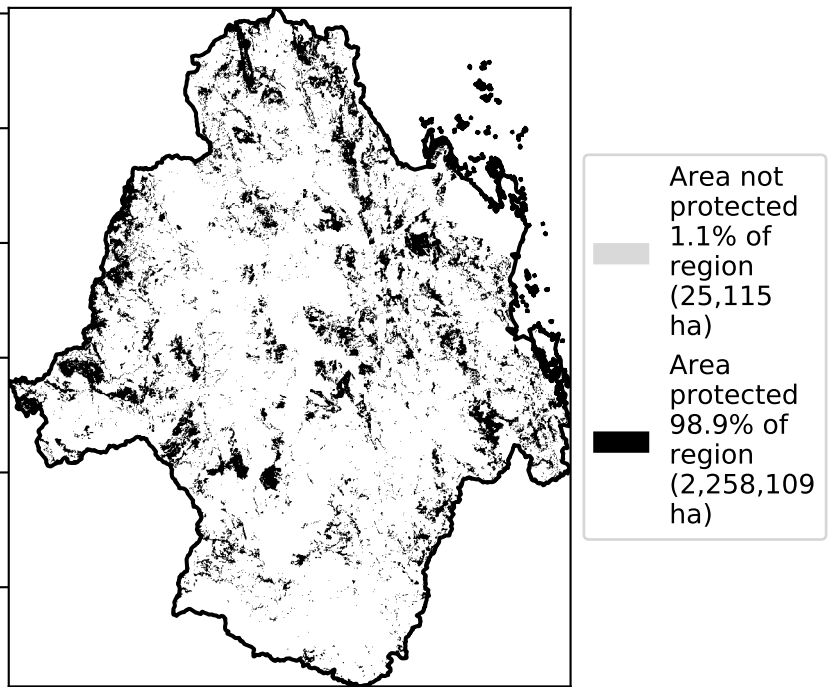 Area not
protected
1.1% of
region
(25,115
ha)
Area
protected
98.9% of
region
(2,258,109
ha)